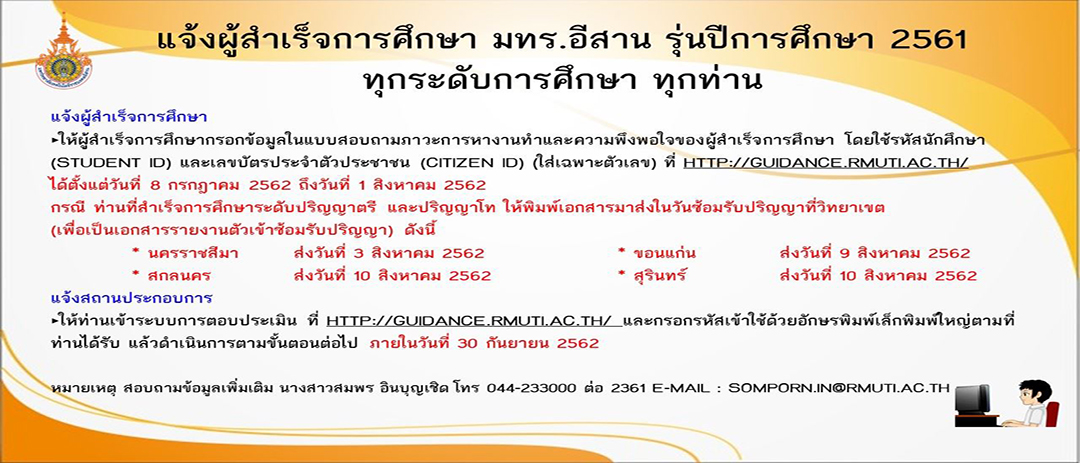 แจ้งผู้สำเร็จการศึกษา มทร.อีสาน รุ่นปีการศึกษา 2561
ทุกระดับการศึกษา ทุกท่าน
แจ้งผู้สำเร็จการศึกษา
►ให้ผู้สำเร็จการศึกษากรอกข้อมูลในแบบสอบถามภาวะการหางานทำและความพึงพอใจของผู้สำเร็จการศึกษา โดยใช้รหัสนักศึกษา
(STUDENT ID) และเลขบัตรประจำตัวประชาชน (CITIZEN ID) (ใส่เฉพาะตัวเลข) ที่ HTTP://GUIDANCE.RMUTI.AC.TH/
ได้ตั้งแต่วันที่ 8 กรกฎาคม 2562 ถึงวันที่ 1 สิงหาคม 2562
กรณี ท่านที่สำเร็จการศึกษาระดับปริญญาตรี และปริญญาโท ให้พิมพ์เอกสารมาส่งในวันซ้อมรับปริญญาที่วิทยาเขต
(เพื่อเป็นเอกสารรายงานตัวเข้าซ้อมรับปริญญา) ดังนี้
* นครราชสีมา ส่งวันที่ 3 สิงหาคม 2562 * ขอนแก่น ส่งวันที่ 9 สิงหาคม 2562
* สกลนคร ส่งวันที่ 10 สิงหาคม 2562 * สุรินทร์ ส่งวันที่ 10 สิงหาคม 2562
แจ้งสถานประกอบการ
►ให้ท่านเข้าระบบการตอบประเมิน ที่ HTTP://GUIDANCE.RMUTI.AC.TH/ และกรอกรหัสเข้าใช้ด้วยอักษรพิมพ์เล็กพิมพ์ใหญ่ตามที่
ท่านได้รับ แล้วดำเนินการตามขั้นตอนต่อไป ภายในวันที่ 30 กันยายน 2562
หมายเหตุ สอบถามข้อมูลเพิ่มเติม นางสาวสมพร อินบุญเชิด โทร 044-233000 ต่อ 2361 E-MAIL : SOMPORN.IN@RMUTI.AC.TH